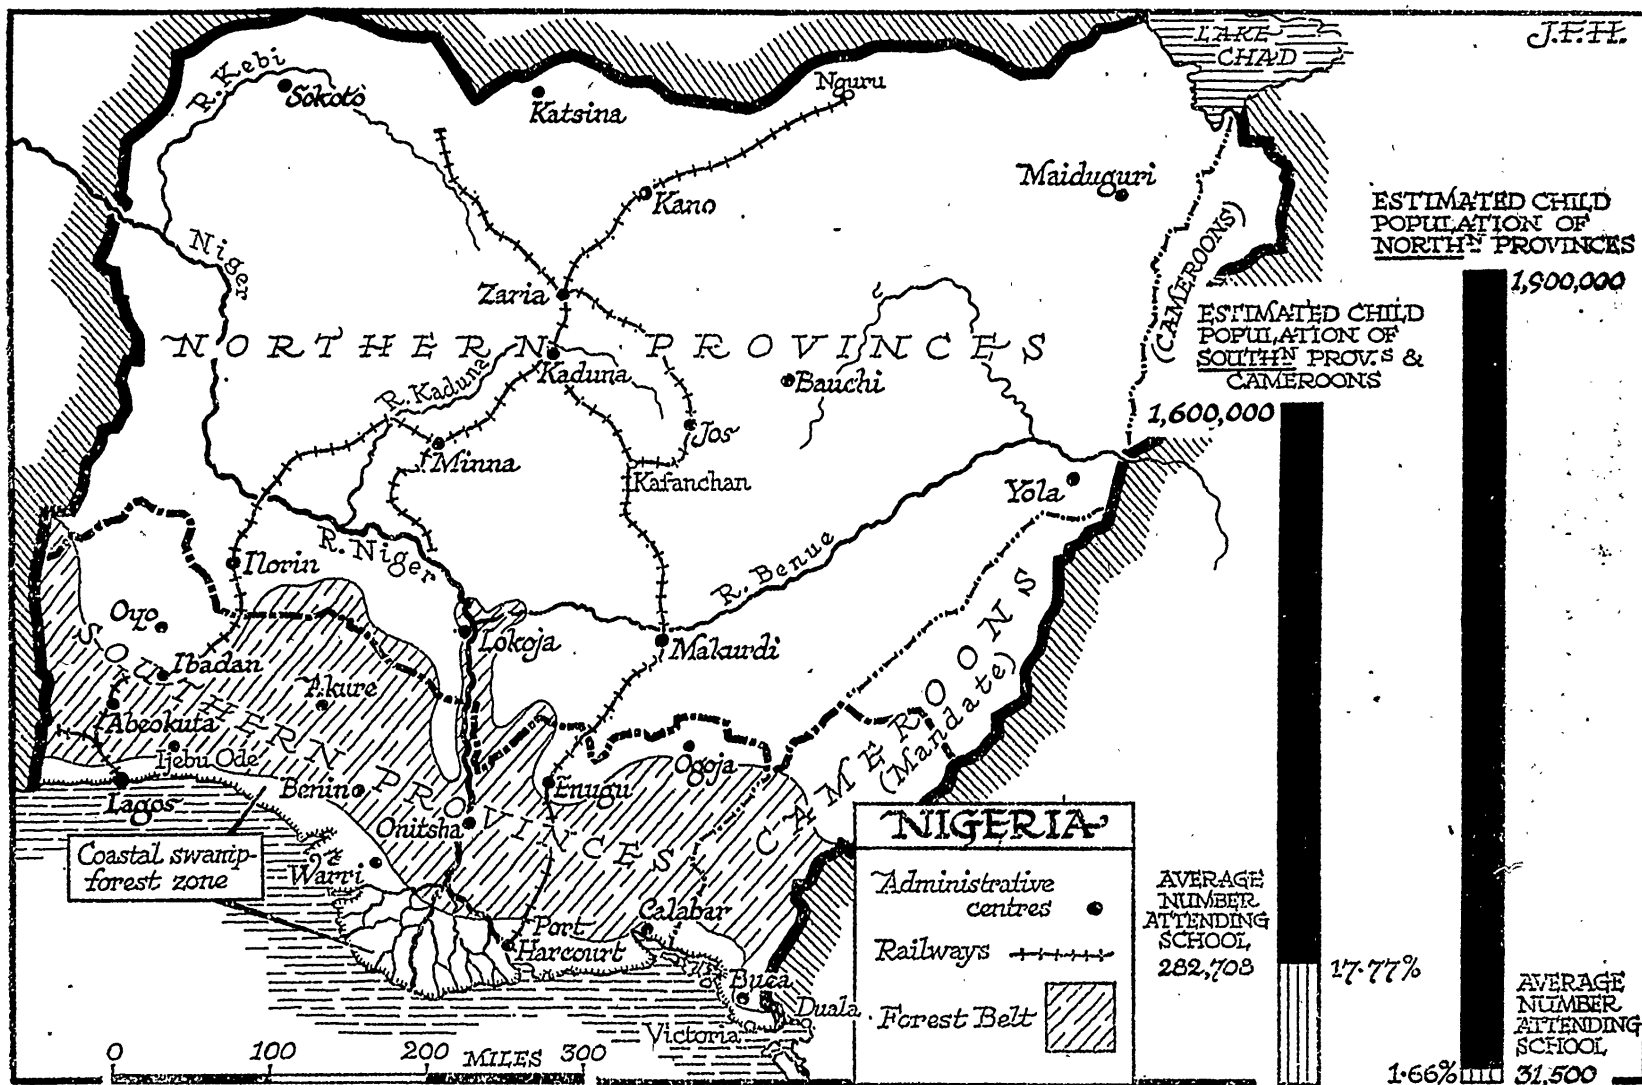 J.F.H.
LAKE
CHAD
R. Kebi
Sokoto
Katsina
Nguru
Kano
Maiduguri
(CAMEROONS)
Niger
Zaria
NORTHERN PROVINCES
R. Kaduna
Kaduna
Bauchi
Jos
Minna
Kafanchan
Yola
R. Niger
Ilorin
R. Benue
Oyo
Lokoja
Makurdi
Ibadan
Akure
Abeokuta
Ijebu Ode
SOUTHERN PROVINCES
Benin
Enugu
Ogoja
CAMEROONS
(Mandate)
Lagos
Onitsha
Coastal swamp-
forest zone
Warri
Port
Harcourt
Calabar
Buea
Duala
Victoria
0 100 200 MILES 300
NIGERIA
Administrative
centres
Railways
Forest Belt
ESTIMATED CHILD
POPULATION OF
SOUTHN PROV.S &
CAMEROONS
1,600,000
AVERAGE
NUMBER
ATTENDING
SCHOOL
282,708
17.77%
ESTIMATED CHILD
POPULATION OF
NORTHN PROVINCES
1,900,000
AVERAGE
NUMBER
ATTENDING
SCHOOL
1.66% 31,500